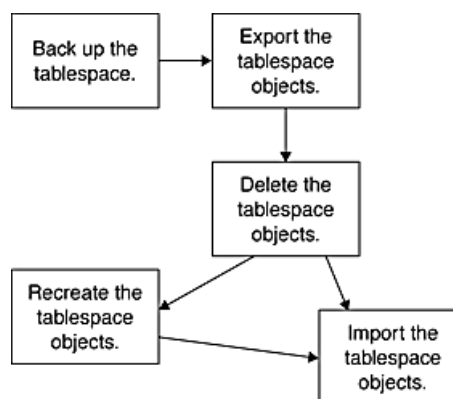 Back up the
tablespace.
Export the
tablespace
objects.
Delete the
tablespace
objects.
Recreate the
tablespace
objects.
Import the
tablespace
objects.